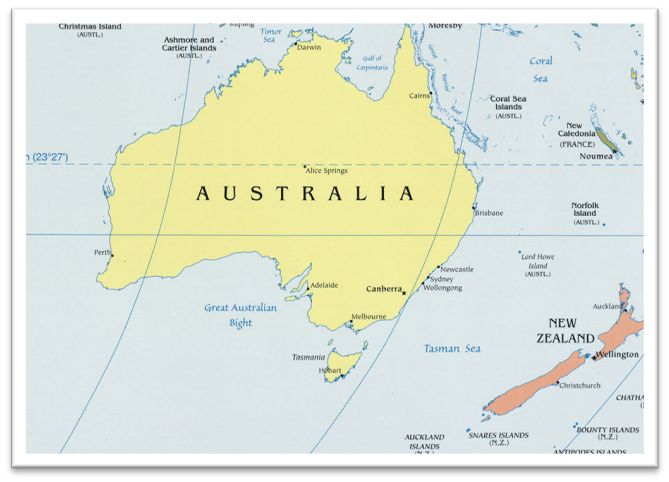 Christmas Island
(AUSTL.)
Ashmore and
Cartier Islands
(AUSTL.)
Timor
Sea
Darwin
Gulf of
Carpentaria
Moresby
Great
Barrier
Reef
Cairns
Coral
Sea
Coral Sea
Islands
(AUSTL.)
New
Caledonia
(FRANCE)
Noumea
(23°27')
Alice Springs
AUSTRALIA
Brisbane
Norfolk
Island
(AUSTL.)
Perth
Lord Howe
Island
(AUSTL.)
Newcastle
Sydney
Wollongong
Adelaide
Canberra
Great Australian
Bight
Melbourne
Auckland
NEW
ZEALAND
Tasman Sea
Wellington
Tasmania
Hobart
Christchurch
CHATHA
AUCKLAND
ISLANDS
(N.Z.)
SNARES ISLANDS
(N.Z.)
BOUNTY ISLANDS
(N.Z.)